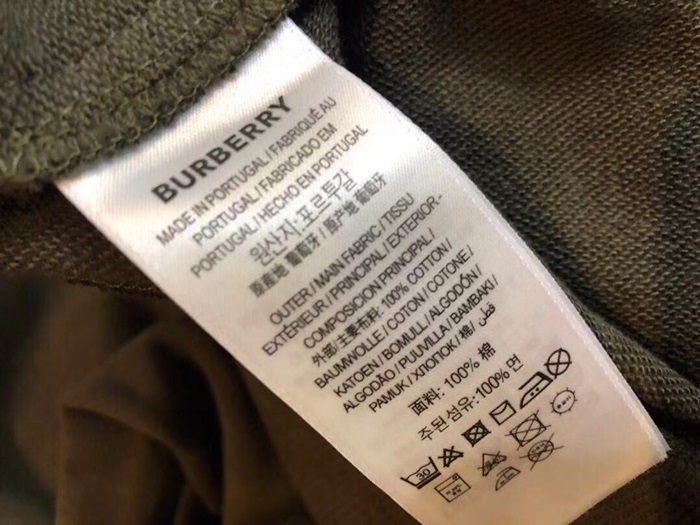 BURBERRY
MADE IN PORTUGAL / FABRIQUÉ AU
PORTUGAL / FABRICADO EM
PORTUGAL / HECHO EN PORTUGAL
원산지:포르투갈
原産地 葡萄牙 / 原产地 葡萄牙
OUTER / MAIN FABRIC / TISSU
EXTÉRIEUR / PRINCIPAL / EXTERIOR -
COMPOSICION PRINCIPAL /
外部/主要布料: 100% COTTON/
BAUMWOLLE / COTON / COTONE /
KATOEN / BOMULL / ALGODÓN /
ALGODÃO / PUUVILLA / BAMBAKI /
PAMUK / ХЛОПОК / 棉 / قطن
面料: 100% 棉
주된섬유:100% 면
30